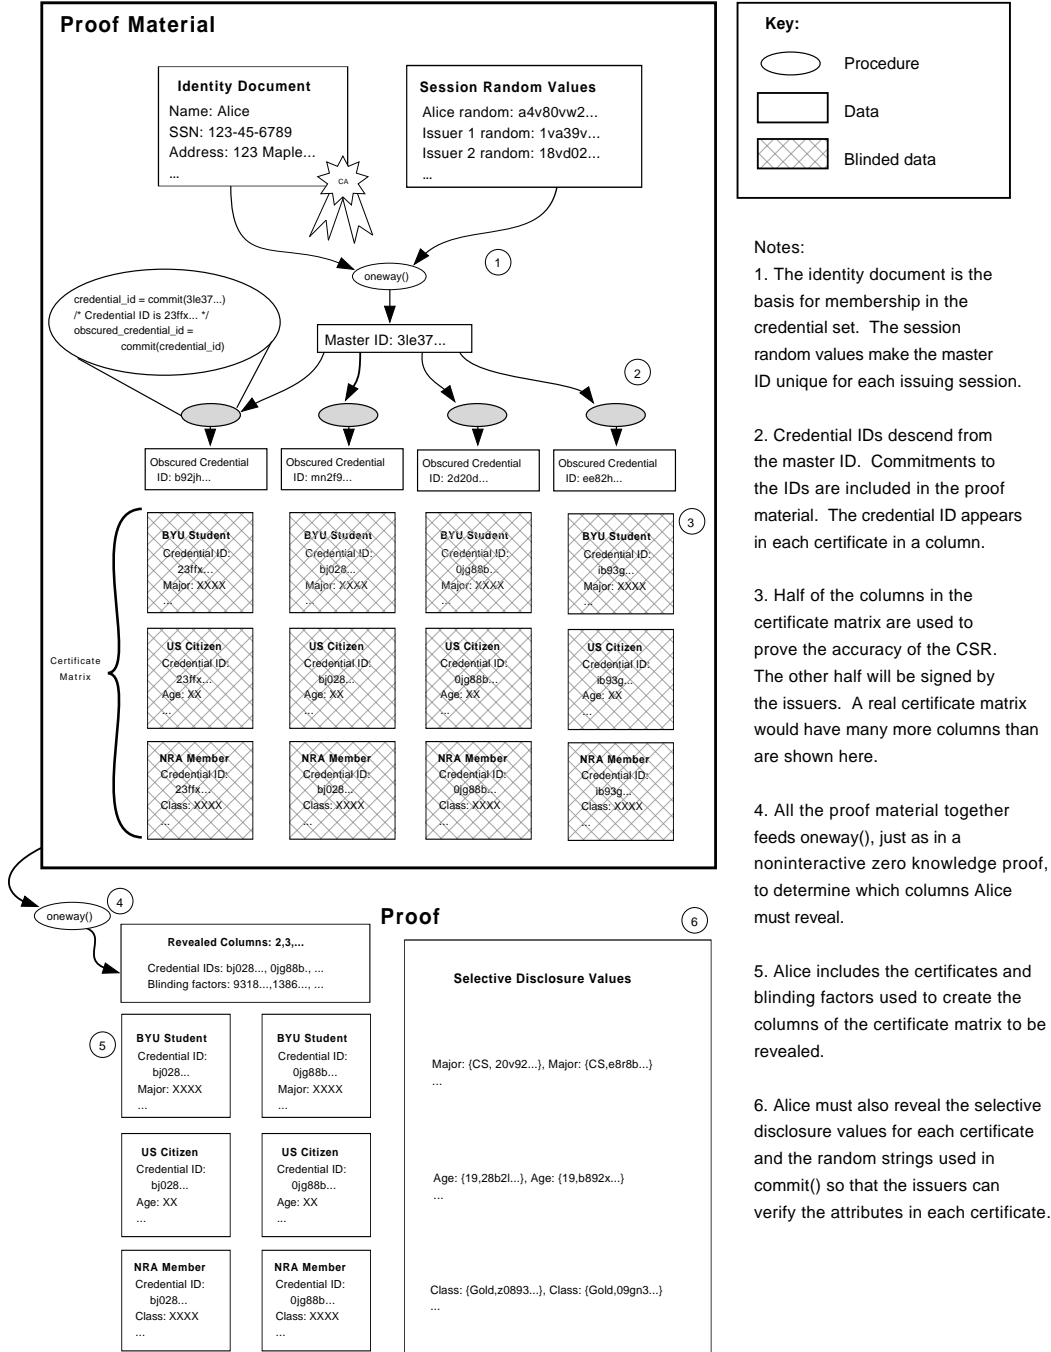 Proof Material
Identity Document
Name: Alice
SSN: 123-45-6789
Address: 123 Maple...
...
CA
Session Random Values
Alice random: a4v80vw2...
Issuer 1 random: 1va39v...
Issuer 2 random: 18vd02...
...
oneway()
1
credential_id = commit(3le37...)
/* Credential ID is 23ffx... */
obscured_credential_id =
commit(credential_id)
Master ID: 3le37...
2
Obscured Credential
ID: b92jh...
Obscured Credential
ID: mn2f9...
Obscured Credential
ID: 2d20d...
Obscured Credential
ID: ee82h...
3
Certificate
Matrix
BYU Student
Credential ID:
23ffx...
Major: XXXX
...
BYU Student
Credential ID:
bj028...
Major: XXXX
...
BYU Student
Credential ID:
0jg88b...
Major: XXXX
...
BYU Student
Credential ID:
ib93g...
Major: XXXX
...
US Citizen
Credential ID:
23ffx...
Age: XX
...
US Citizen
Credential ID:
bj028...
Age: XX
...
US Citizen
Credential ID:
0jg88b...
Age: XX
...
US Citizen
Credential ID:
ib93g...
Age: XX
...
NRA Member
Credential ID:
23ffx...
Class: XXXX
...
NRA Member
Credential ID:
bj028...
Class: XXXX
...
NRA Member
Credential ID:
0jg88b...
Class: XXXX
...
NRA Member
Credential ID:
ib93g...
Class: XXXX
...
oneway()
4
Proof
Revealed Columns: 2,3,...
Credential IDs: bj028..., 0jg88b., ...
Blinding factors: 9318...,1386..., ...
5
BYU Student
Credential ID:
bj028...
Major: XXXX
...
BYU Student
Credential ID:
0jg88b...
Major: XXXX
...
US Citizen
Credential ID:
bj028...
Age: XX
...
US Citizen
Credential ID:
0jg88b...
Age: XX
...
NRA Member
Credential ID:
bj028...
Class: XXXX
...
NRA Member
Credential ID:
0jg88b...
Class: XXXX
...
6
Selective Disclosure Values
Major: {CS, 20v92...}, Major: {CS,e8r8b...}
...
Age: {19,28b2l...}, Age: {19,b892x...}
...
Class: {Gold,z0893...}, Class: {Gold,09gn3...}
...
Key:
Procedure
Data
Blinded data
Notes:
1. The identity document is the
basis for membership in the
credential set. The session
random values make the master
ID unique for each issuing session.
2. Credential IDs descend from
the master ID. Commitments to
the IDs are included in the proof
material. The credential ID appears
in each certificate in a column.
3. Half of the columns in the
certificate matrix are used to
prove the accuracy of the CSR.
The other half will be signed by
the issuers. A real certificate matrix
would have many more columns than
are shown here.
4. All the proof material together
feeds oneway(), just as in a
noninteractive zero knowledge proof,
to determine which columns Alice
must reveal.
5. Alice includes the certificates and
blinding factors used to create the
columns of the certificate matrix to be
revealed.
6. Alice must also reveal the selective
disclosure values for each certificate
and the random strings used in
commit() so that the issuers can
verify the attributes in each certificate.